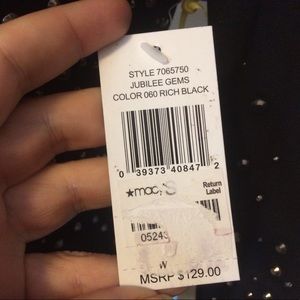 STYLE 7065750
JUBILEE GEMS
COLOR 060 RICH BLACK
0 39373 40847 2
★macy's
Return
Label
W
MSRP $129.00